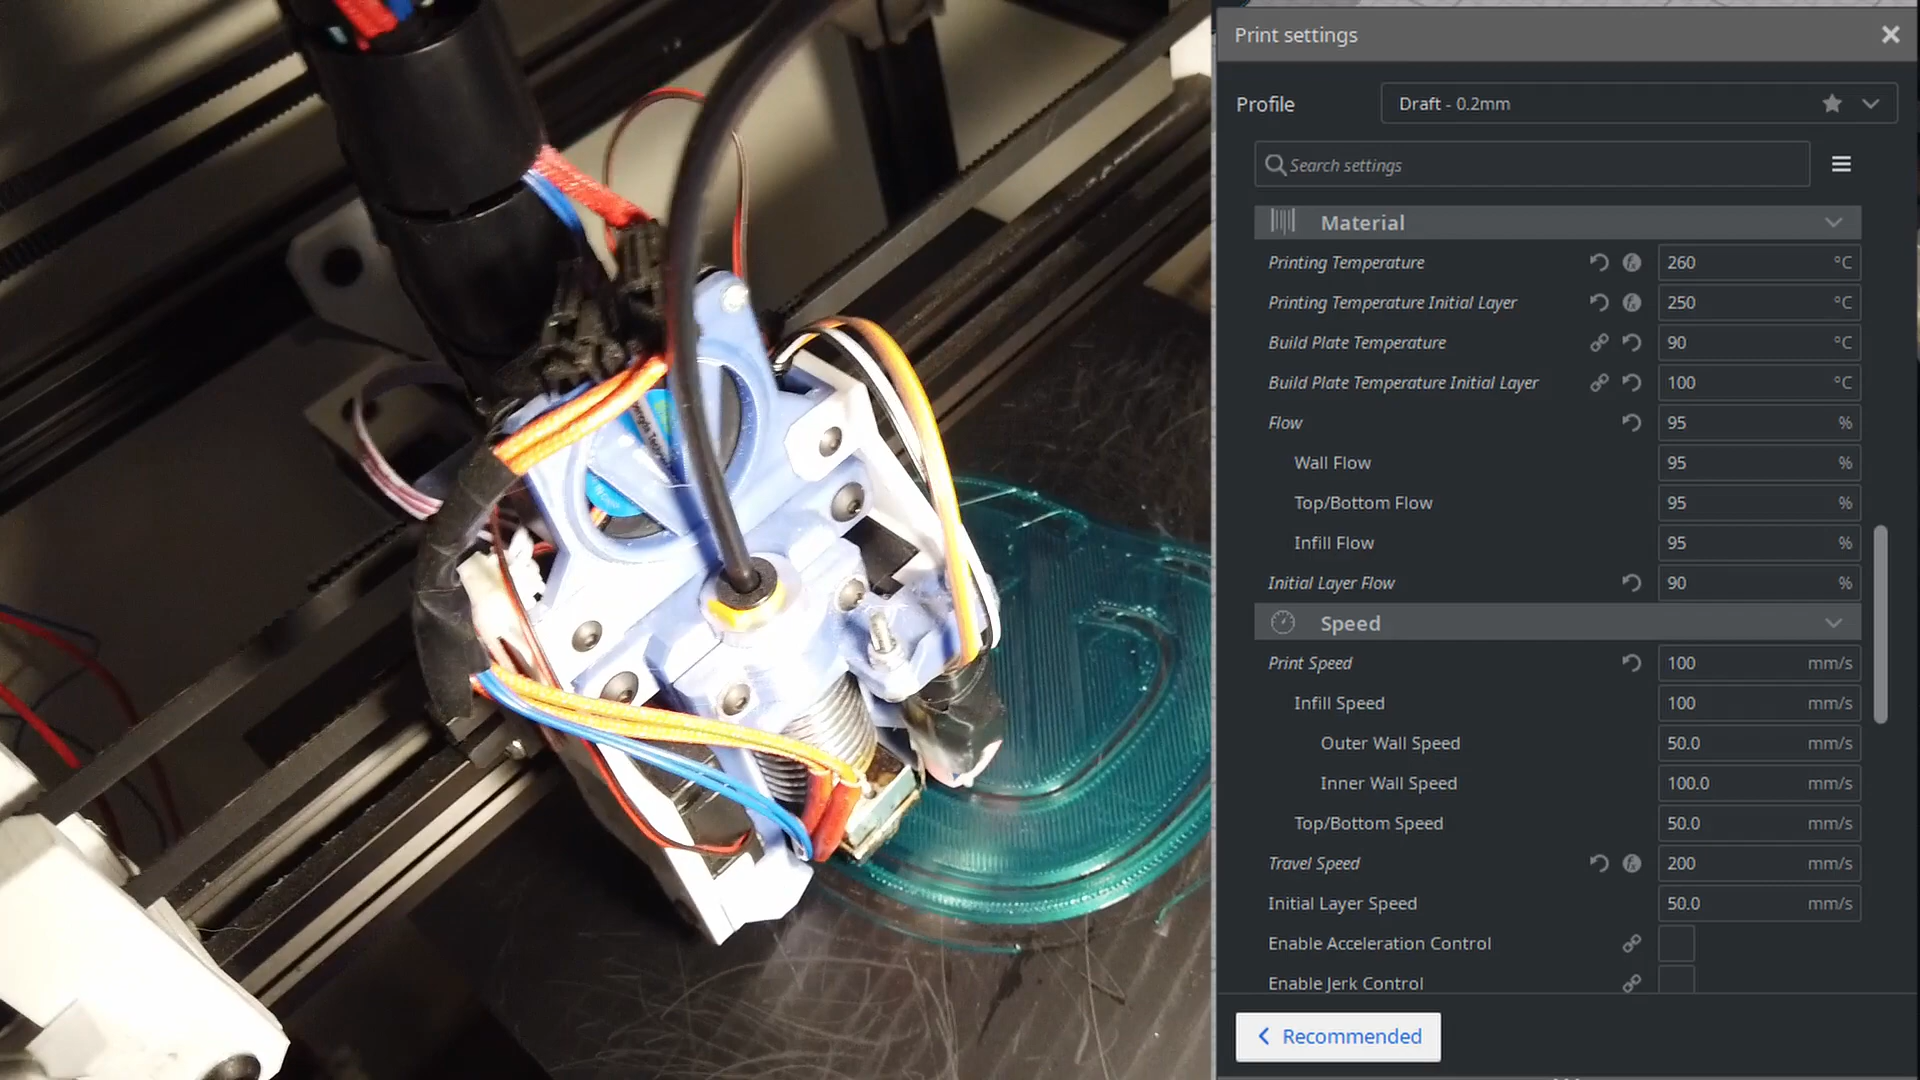 Print settings
Profile
Draft - 0.2mm
Search settings
Material
Printing Temperature 260 °C
Printing Temperature Initial Layer 250 °C
Build Plate Temperature 90 °C
Build Plate Temperature Initial Layer 100 °C
Flow 95 %
Wall Flow 95 %
Top/Bottom Flow 95 %
Infill Flow 95 %
Initial Layer Flow 90 %
Speed
Print Speed 100 mm/s
Infill Speed 100 mm/s
Outer Wall Speed 50.0 mm/s
Inner Wall Speed 100.0 mm/s
Top/Bottom Speed 50.0 mm/s
Travel Speed 200 mm/s
Initial Layer Speed 50.0 mm/s
Enable Acceleration Control
Enable Jerk Control
Recommended